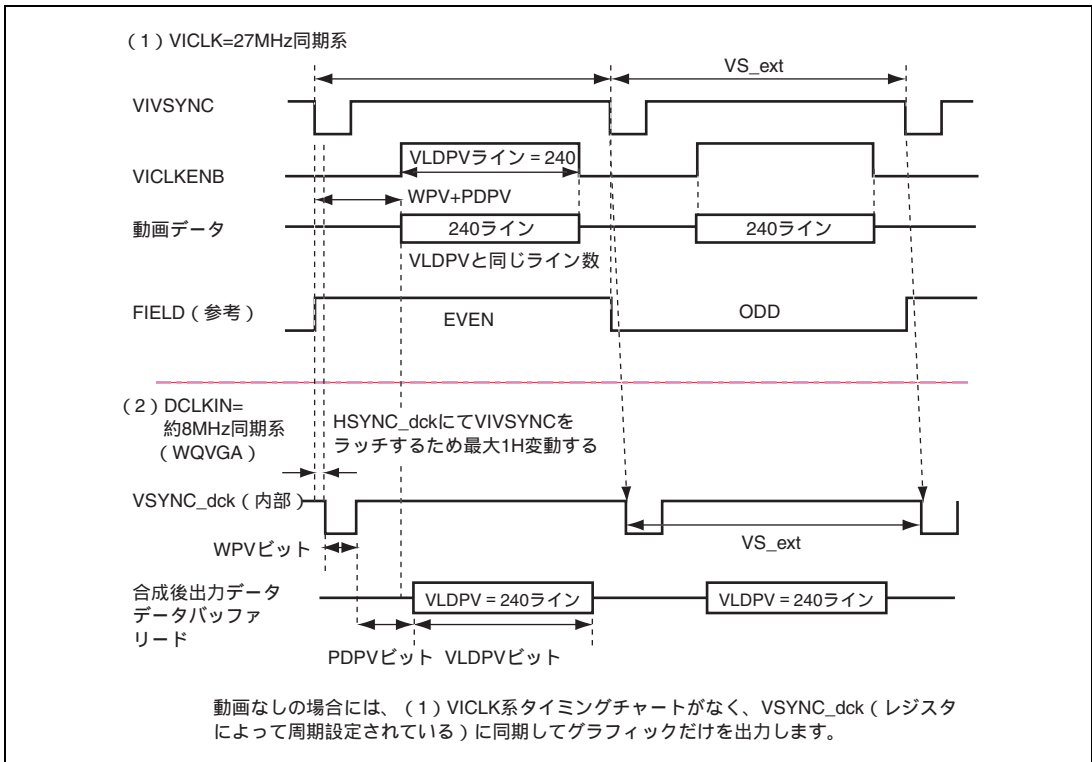 （1）VICLK=27MHz同期系
VS_ext
VIVSYNC
VLDPVライン = 240
VICLKENB
WPV+PDPV
動画データ
240ライン
240ライン
VLDPVと同じライン数
FIELD（参考）
EVEN
ODD
（2）DCLKIN=
約8MHz同期系
（WQVGA）
HSYNC_dckにてVIVSYNCを
ラッチするため最大1H変動する
VSYNC_dck（内部）
WPVビット
VS_ext
合成後出力データ
データバッファ
リード
VLDPV = 240ライン
VLDPV = 240ライン
PDPVビット VLDPVビット
動画なしの場合には、（1）VICLK系タイミングチャートがなく、VSYNC_dck（レジスタ
によって周期設定されている）に同期してグラフィックだけを出力します。